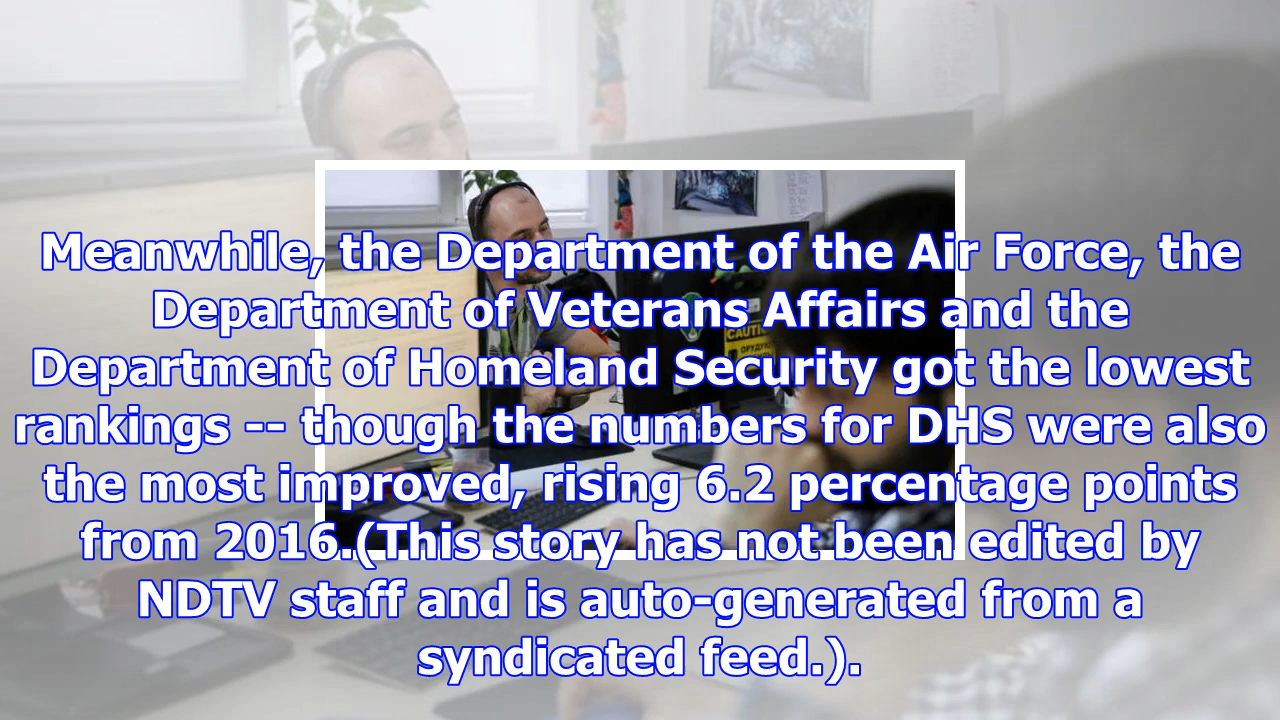 Meanwhile, the Department of the Air Force, the
Department of Veterans Affairs and the
Department of Homeland Security got the lowest
rankings -- though the numbers for DHS were also
the most improved, rising 6.2 percentage points
from 2016.(This story has not been edited by
NDTV staff and is auto-generated from a
syndicated feed.).
CAUTI